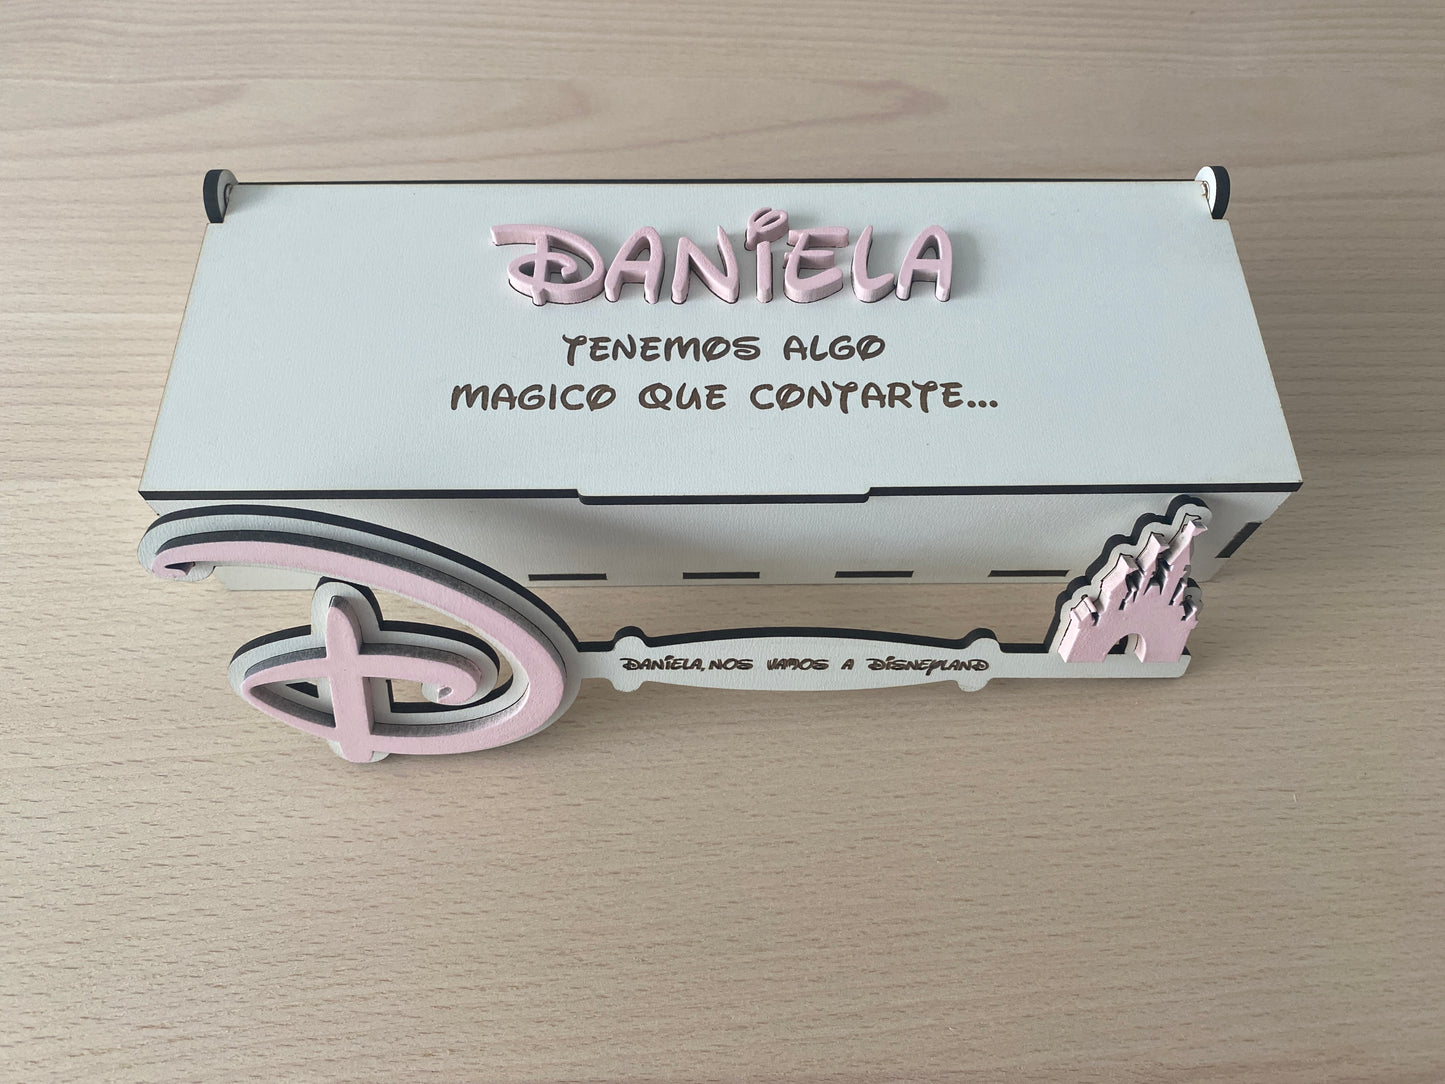 DANIELA
TENEMOS ALGO
MAGICO QUE CONTARTE...
DANIELA, NOS VAMOS A DISNEYLAND
D